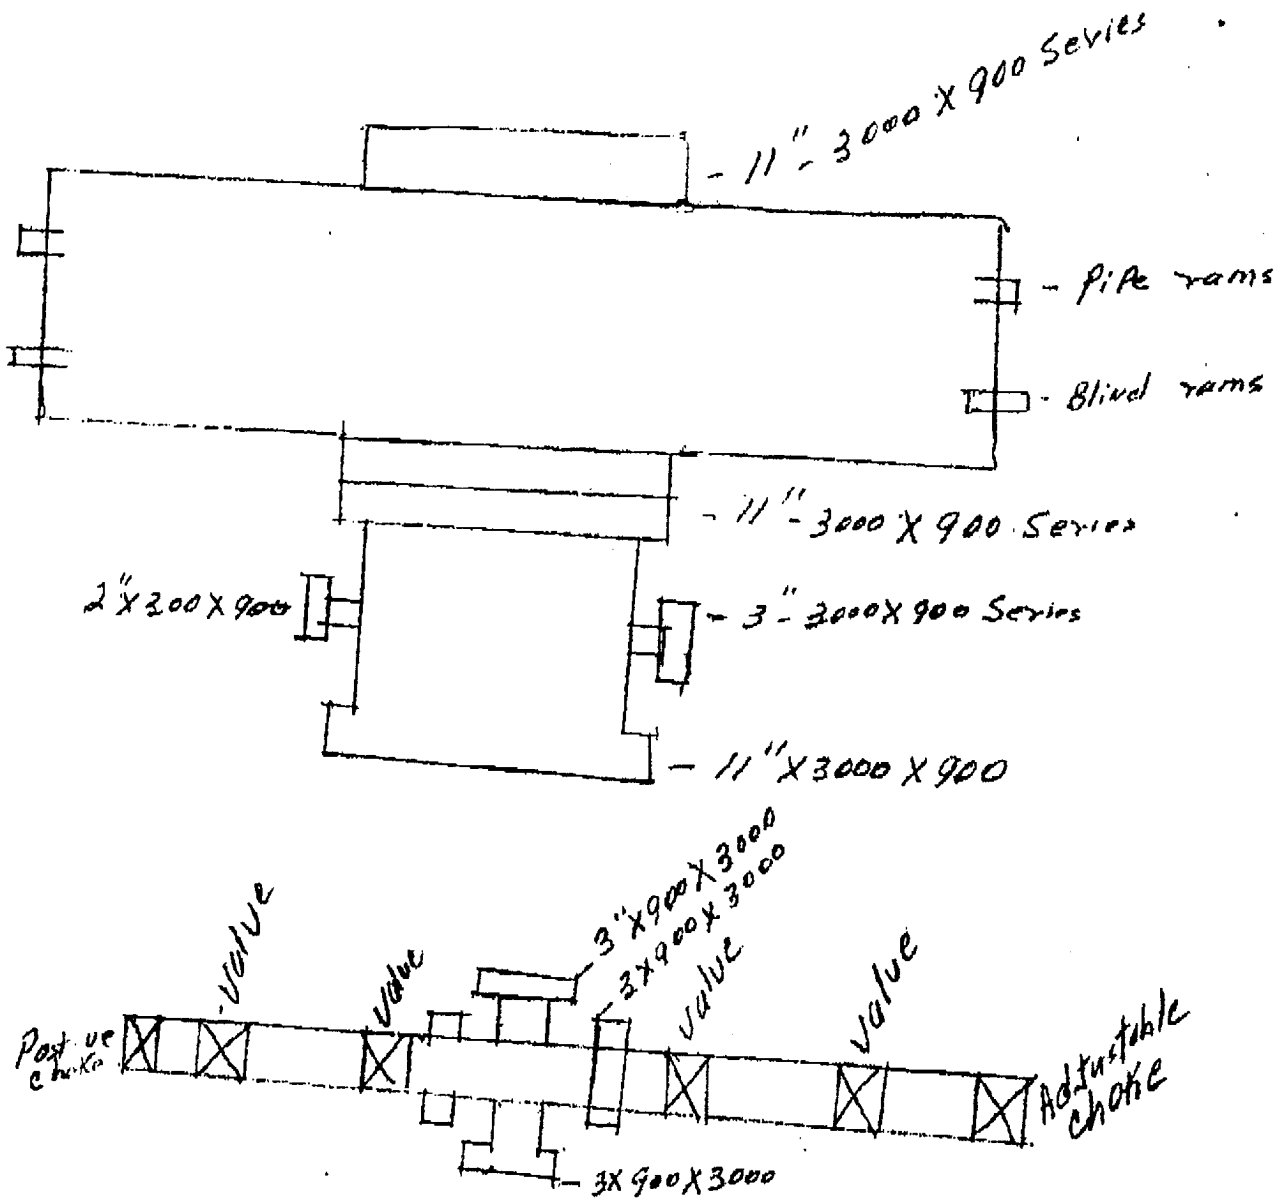 - 11" - 3000 X 900 Series
- PiPe rams
- Blind rams
- 11" - 3000 X 900 Series
2" X 300 X 900
- 3" - 3000 X 900 Series
- 11" X 3000 X 900
3" X 900 X 3000
3 X 900 X 3000
- Valve
Valve
Valve
Valve
choke
Adjustable
choke
- 3X 900 X 3000